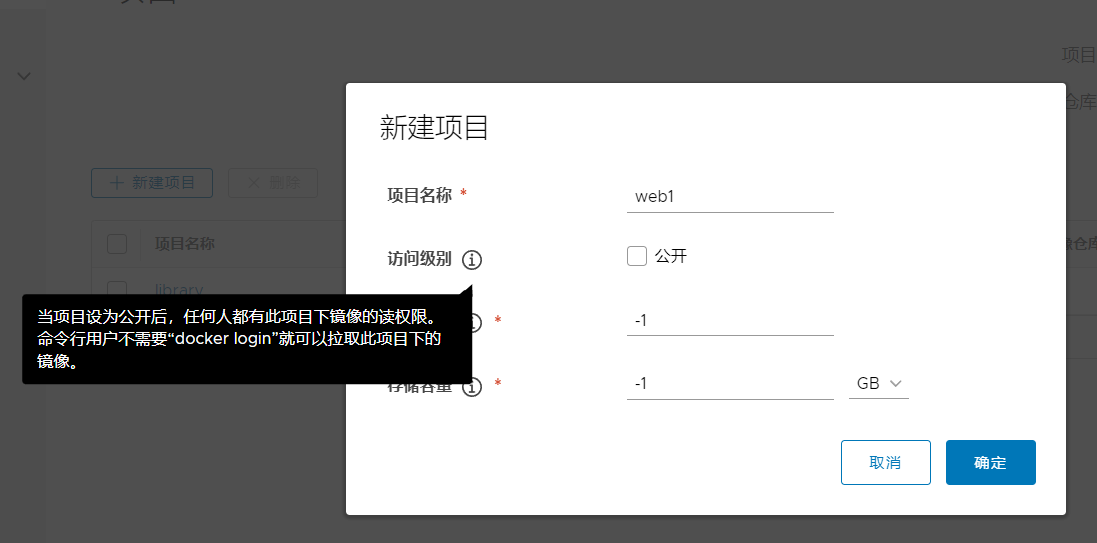 项目
仓库
新建项目
+ 新建项目
× 删除
项目名称 *
web1
项目名称
访问级别
公开
library
当项目设为公开后，任何人都有此项目下镜像的读权限。
命令行用户不需要“docker login”就可以拉取此项目下的
镜像。
*
-1
存储容量 *
-1
GB
取消
确定